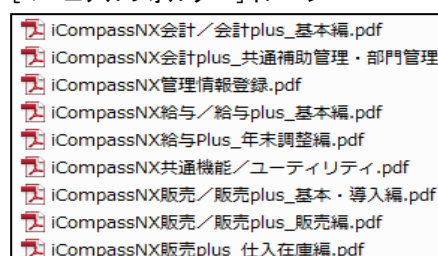 iCompassNX会計／会計plus_基本編.pdf
iCompassNX会計plus_共通補助管理・部門管理
iCompassNX管理情報登録.pdf
iCompassNX給与／給与plus_基本編.pdf
iCompassNX給与Plus_年末調整編.pdf
iCompassNX共通機能／ユーティリティ.pdf
iCompassNX販売／販売plus_基本・導入編.pdf
iCompassNX販売／販売plus_販売編.pdf
iCompassNX販売plus_仕入在庫編.pdf